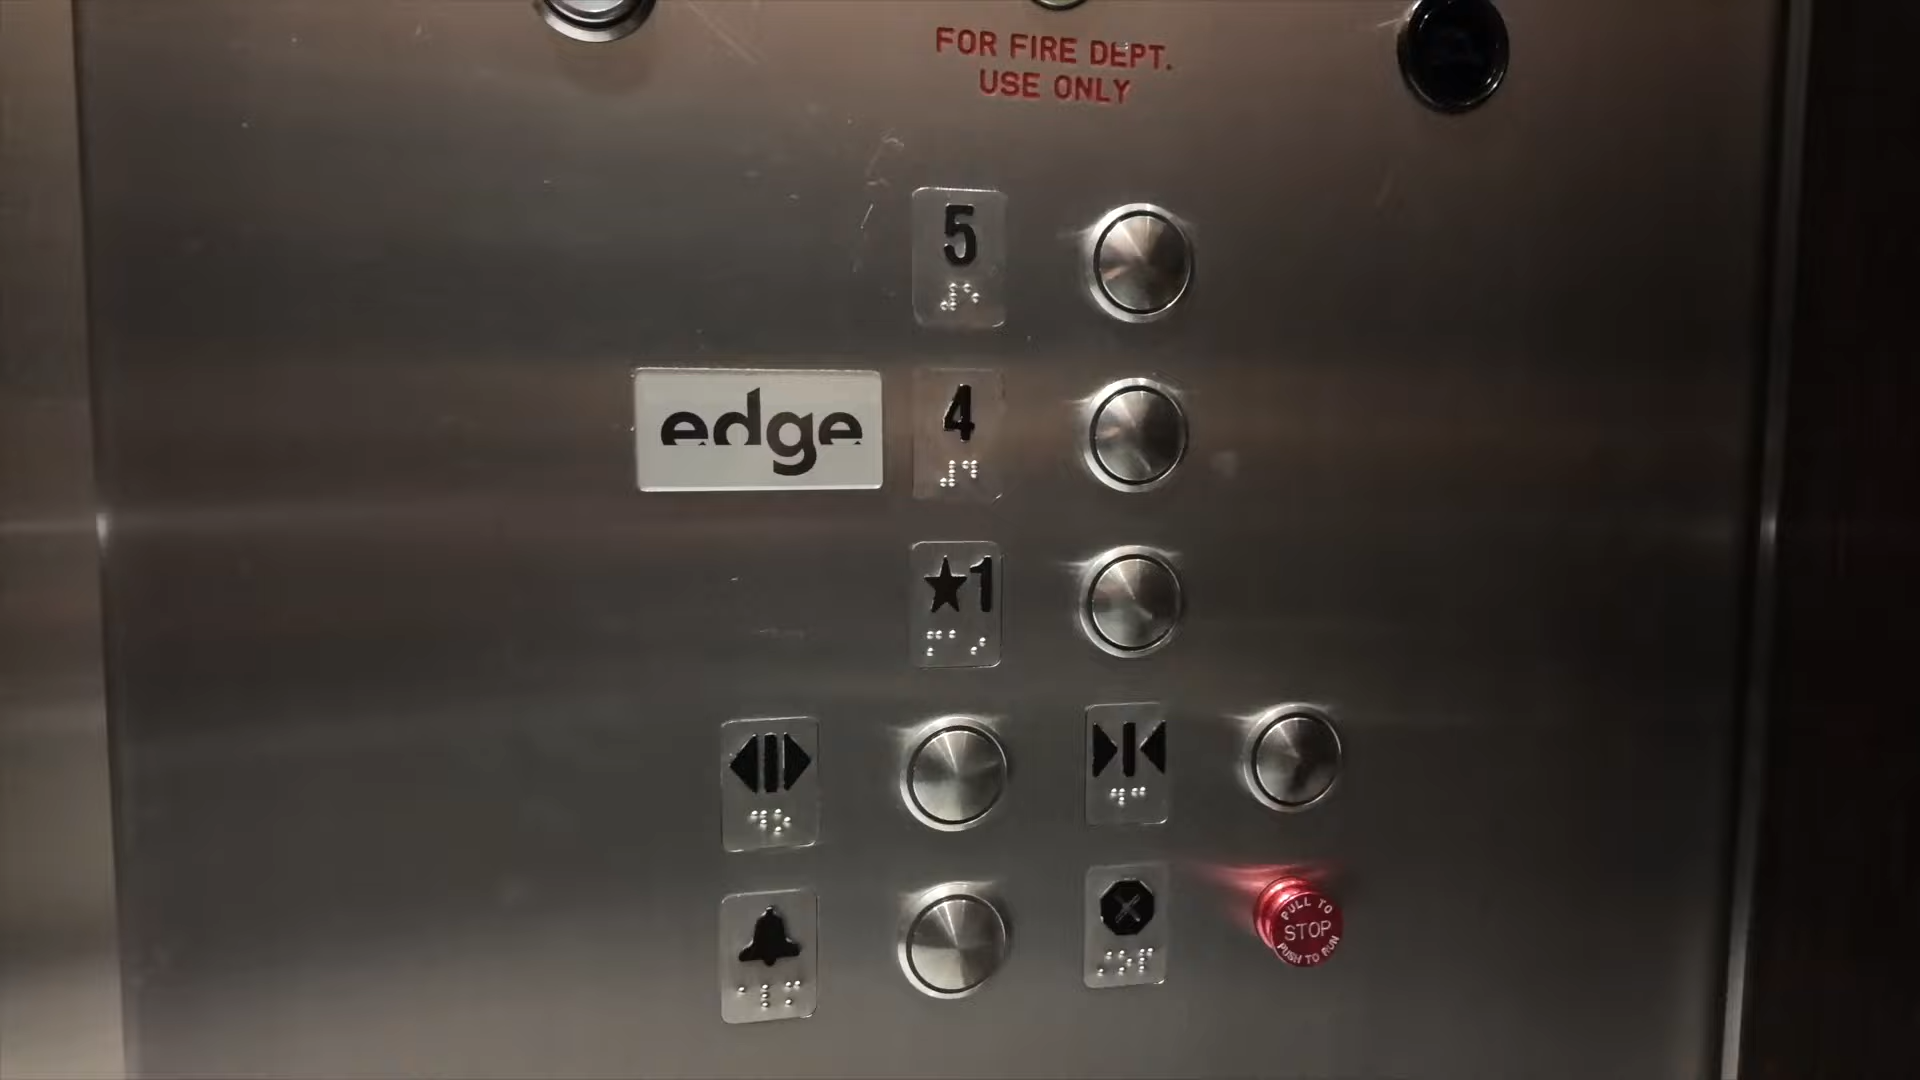 FOR FIRE DEPT.
USE ONLY
5
edge
4
★1
PULL TO
STOP
PUSH TO RUN